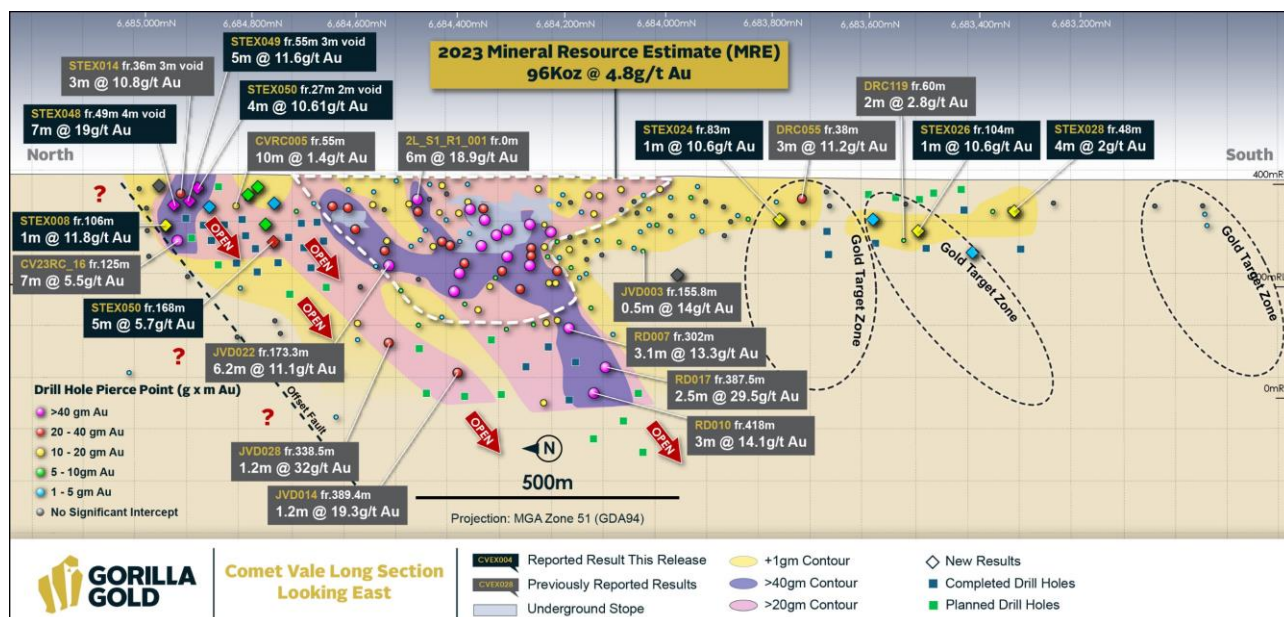 6,685,000mN
6,684,800mN
6,684,600mN
6,684,400mN
6,684,200mN
6,684,000mN
6,683,800mN
6,683,600mN
6,683,400mN
6,683,200mN
STEX049 fr.55m 3m void
5m @ 11.6g/t Au
STEX014 fr.36m 3m void
3m @ 10.8g/t Au
STEX050 fr.27m 2m void
4m @ 10.61g/t Au
STEX048 fr.49m 4m void
7m @ 19g/t Au
2023 Mineral Resource Estimate (MRE)
96Koz @ 4.8g/t Au
CVRC005 fr.55m
10m @ 1.4g/t Au
2L_S1_R1_001 fr.0m
6m @ 18.9g/t Au
STEX024 fr.83m
1m @ 10.6g/t Au
DRC055 fr.38m
3m @ 11.2g/t Au
DRC119 fr.60m
2m @ 2.8g/t Au
STEX026 fr.104m
1m @ 10.6g/t Au
STEX028 fr.48m
4m @ 2g/t Au
North
South
400mR
?
STEX008 fr.106m
1m @ 11.8g/t Au
CV23RC_16 fr.125m
7m @ 5.5g/t Au
STEX050 fr.168m
5m @ 5.7g/t Au
OPEN
OPEN
OPEN
OPEN
OPEN
OPEN
JVD003 fr.155.8m
0.5m @ 14g/t Au
Gold Target Zone
Gold Target Zone
Gold Target Zone
00mR
?
JVD022 fr.173.3m
6.2m @ 11.1g/t Au
RD007 fr.302m
3.1m @ 13.3g/t Au
RD017 fr.387.5m
2.5m @ 29.5g/t Au
RD010 fr.418m
3m @ 14.1g/t Au
0mR
?
Offset Fault
JVD028 fr.338.5m
1.2m @ 32g/t Au
JVD014 fr.389.4m
1.2m @ 19.3g/t Au
Drill Hole Pierce Point (g x m Au)
>40 gm Au
20 - 40 gm Au
10 - 20 gm Au
5 - 10gm Au
1 - 5 gm Au
No Significant Intercept
N
500m
Projection: MGA Zone 51 (GDA94)
GORILLA
GOLD
Comet Vale Long Section
Looking East
CVEX004
Reported Result This Release
CVEX028
Previously Reported Results
Underground Stope
+1gm Contour
>40gm Contour
>20gm Contour
New Results
Completed Drill Holes
Planned Drill Holes